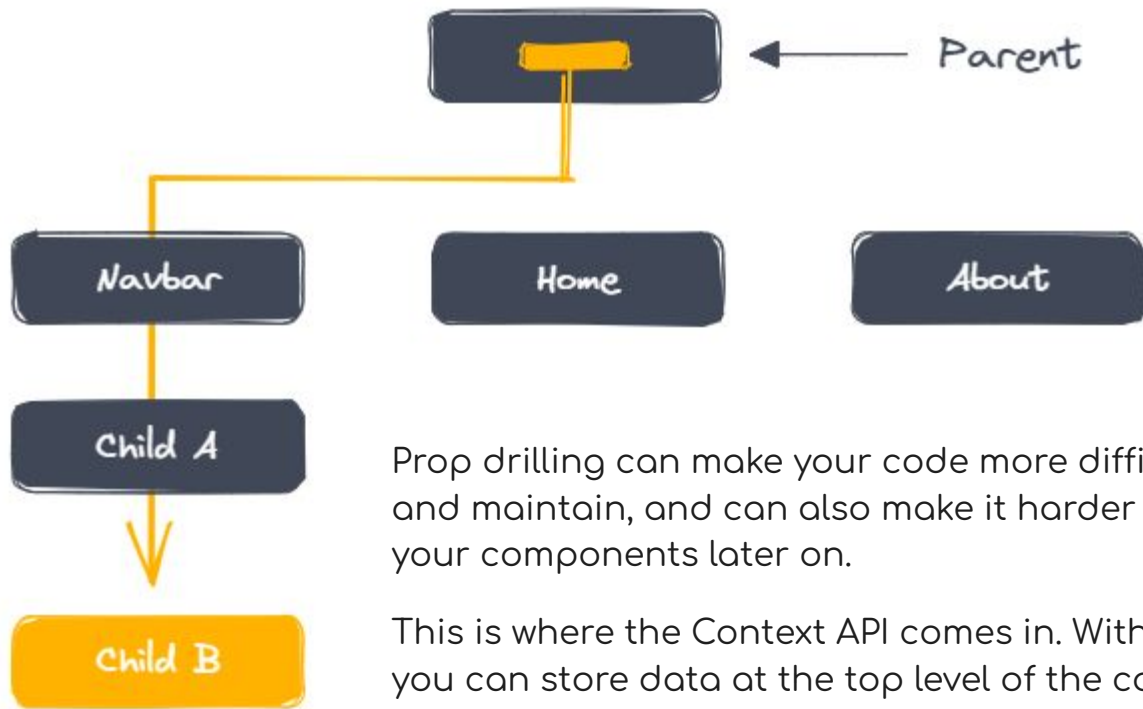 Parent
Navbar
Home
About
Child A
Prop drilling can make your code more
and maintain, and can also make it harder
your components later on.
Child B
This is where the Context API comes in. With
you can store data at the top level of the